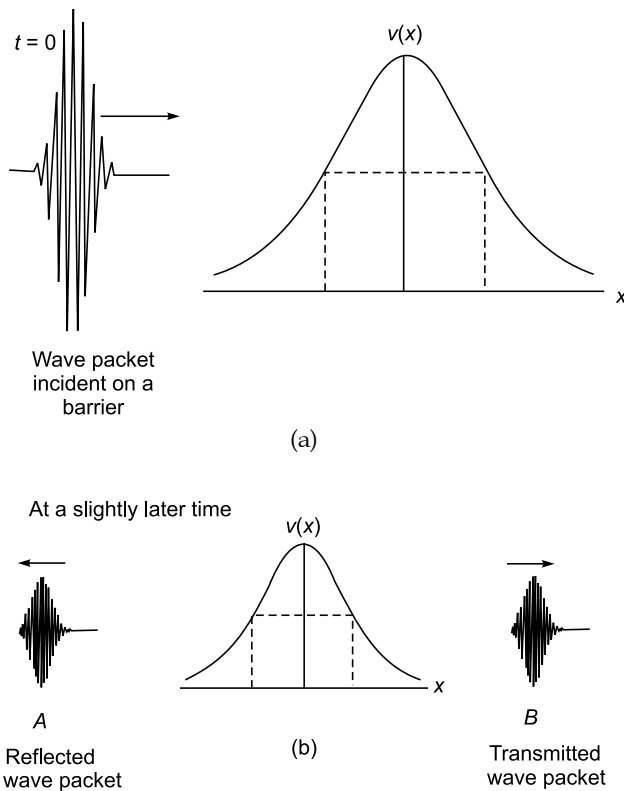 v(x)
t = 0
x
Wave packet
incident on a
barrier
(a)
At a slightly later time
v(x)
x
A
B
(b)
Reflected
wave packet
Transmitted
wave packet